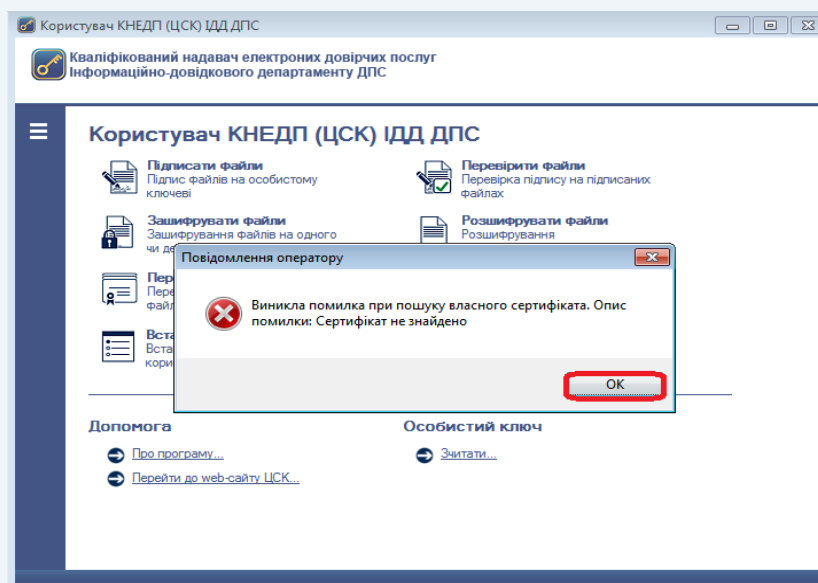 Користувач КНЕДП (ЦСК) ІДД ДПС
Кваліфікований надавач електроних довірчих послуг
Інформаційно-довідкового департаменту ДПС
Користувач КНЕДП (ЦСК) ІДД ДПС
Підписати файли
Підпис файлів на особистому
ключеві
Перевірити файли
Перевірка підпису на підписаних
файлах
Зашифрувати файли
Зашифрування файлів на одного
чи де
Розшифрувати файли
Розшифрування
Повідомлення оператору
Виникла помилка при пошуку власного сертифіката. Опис
помилки: Сертифікат не знайдено
OK
Пер
Пере
файл
Вста
Вста
кори
Допомога
Про програму...
Перейти до web-сайту ЦСК...
Особистий ключ
Зчитати...